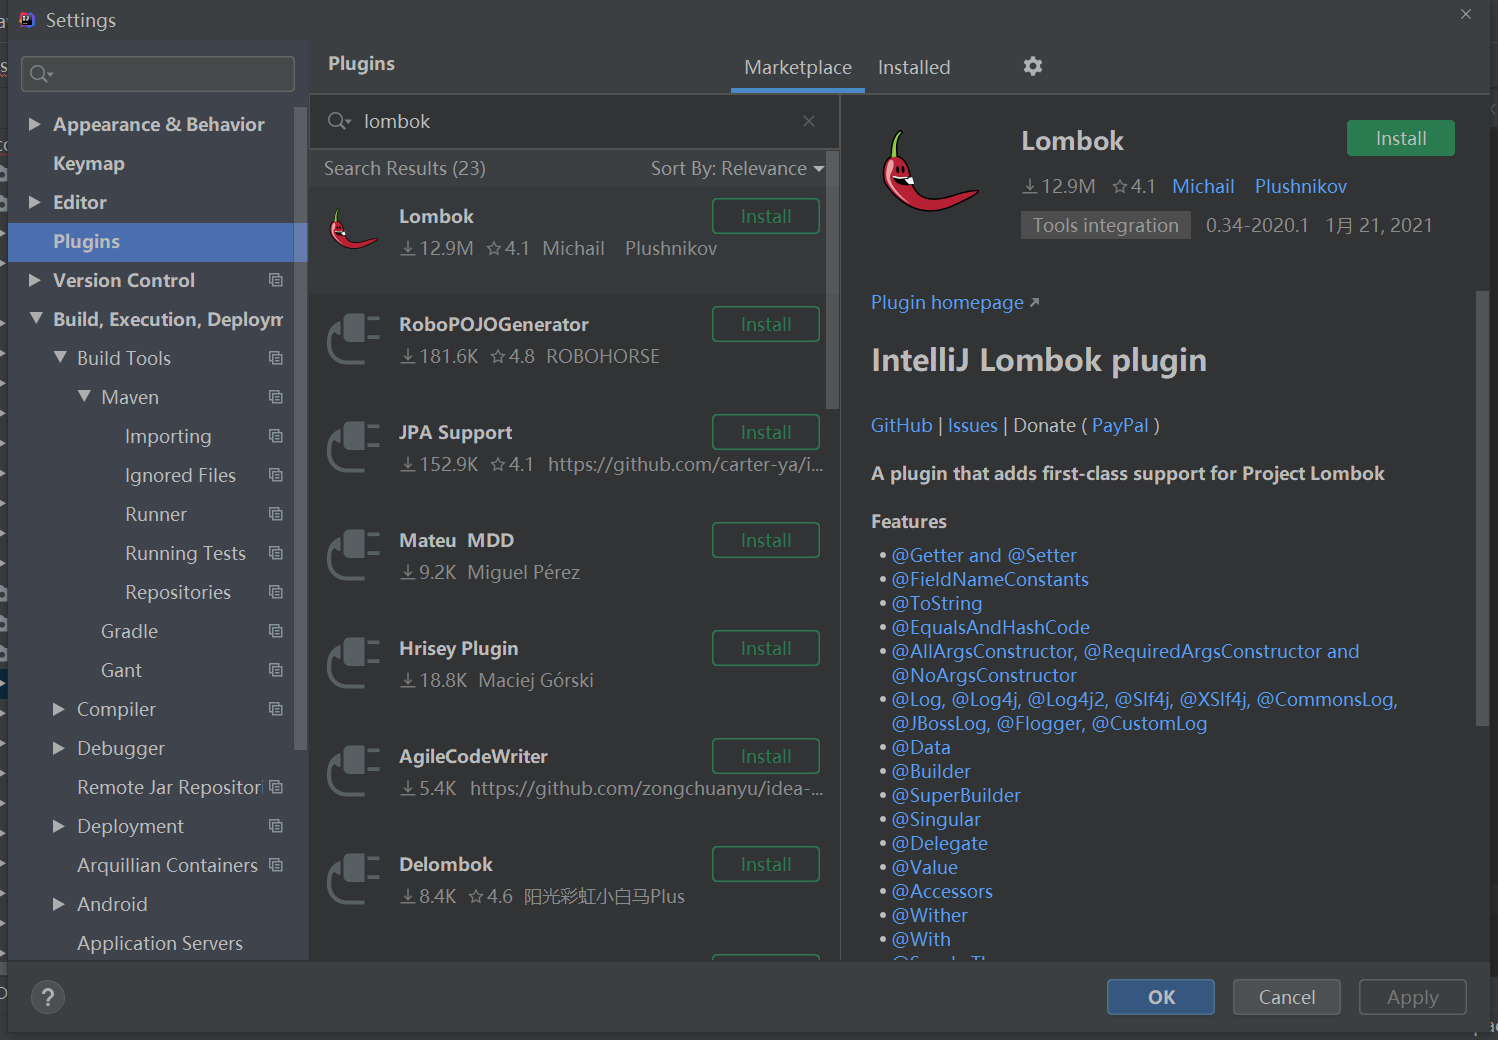 Settings
Appearance & Behavior
Keymap
Editor
Plugins
Version Control
Build, Execution, Deploym
Build Tools
Maven
Importing
Ignored Files
Runner
Running Tests
Repositories
Gradle
Gant
Compiler
Debugger
Remote Jar Repositori
Deployment
Arquillian Containers
Android
Application Servers
Plugins
Marketplace
Installed
lombok
Search Results (23)
Sort By: Relevance
Lombok
Install
12.9M 4.1 Michail Plushnikov
RoboPOJOGenerator
Install
181.6K 4.8 ROBOHORSE
JPA Support
Install
152.9K 4.1 https://github.com/carter-ya/i...
Mateu MDD
Install
9.2K Miguel Pérez
Hrisey Plugin
Install
18.8K Maciej Górski
AgileCodeWriter
Install
5.4K https://github.com/zongchuanyu/idea-...
Delombok
Install
8.4K 4.6 阳光彩虹小白马Plus
Lombok
Install
12.9M 4.1 Michail Plushnikov
Tools integration 0.34-2020.1 1月 21, 2021
Plugin homepage
IntelliJ Lombok plugin
GitHub | Issues | Donate ( PayPal )
A plugin that adds first-class support for Project Lombok
Features
• @Getter and @Setter
• @FieldNameConstants
• @ToString
• @EqualsAndHashCode
• @AllArgsConstructor, @RequiredArgsConstructor and
@NoArgsConstructor
• @Log, @Log4j, @Log4j2, @Slf4j, @XSlf4j, @CommonsLog,
@JBossLog, @Flogger, @CustomLog
• @Data
• @Builder
• @SuperBuilder
• @Singular
• @Delegate
• @Value
• @Accessors
• @Wither
• @With
?
OK
Cancel
Apply